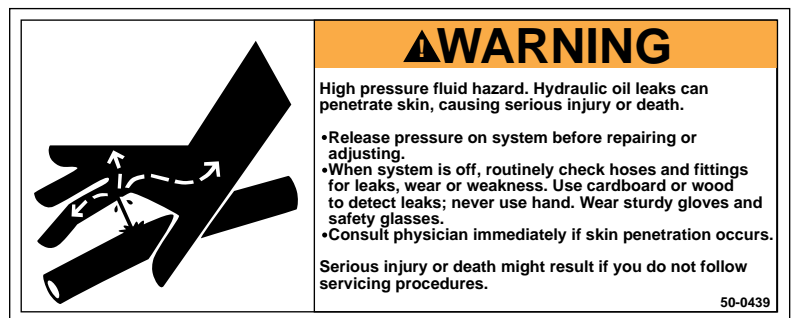 ⚠WARNING
High pressure fluid hazard. Hydraulic oil leaks can
penetrate skin, causing serious injury or death.
•Release pressure on system before repairing or
adjusting.
•When system is off, routinely check hoses and fittings
for leaks, wear or weakness. Use cardboard or wood
to detect leaks; never use hand. Wear sturdy gloves and
safety glasses.
•Consult physician immediately if skin penetration occurs.
Serious injury or death might result if you do not follow
servicing procedures.
50-0439